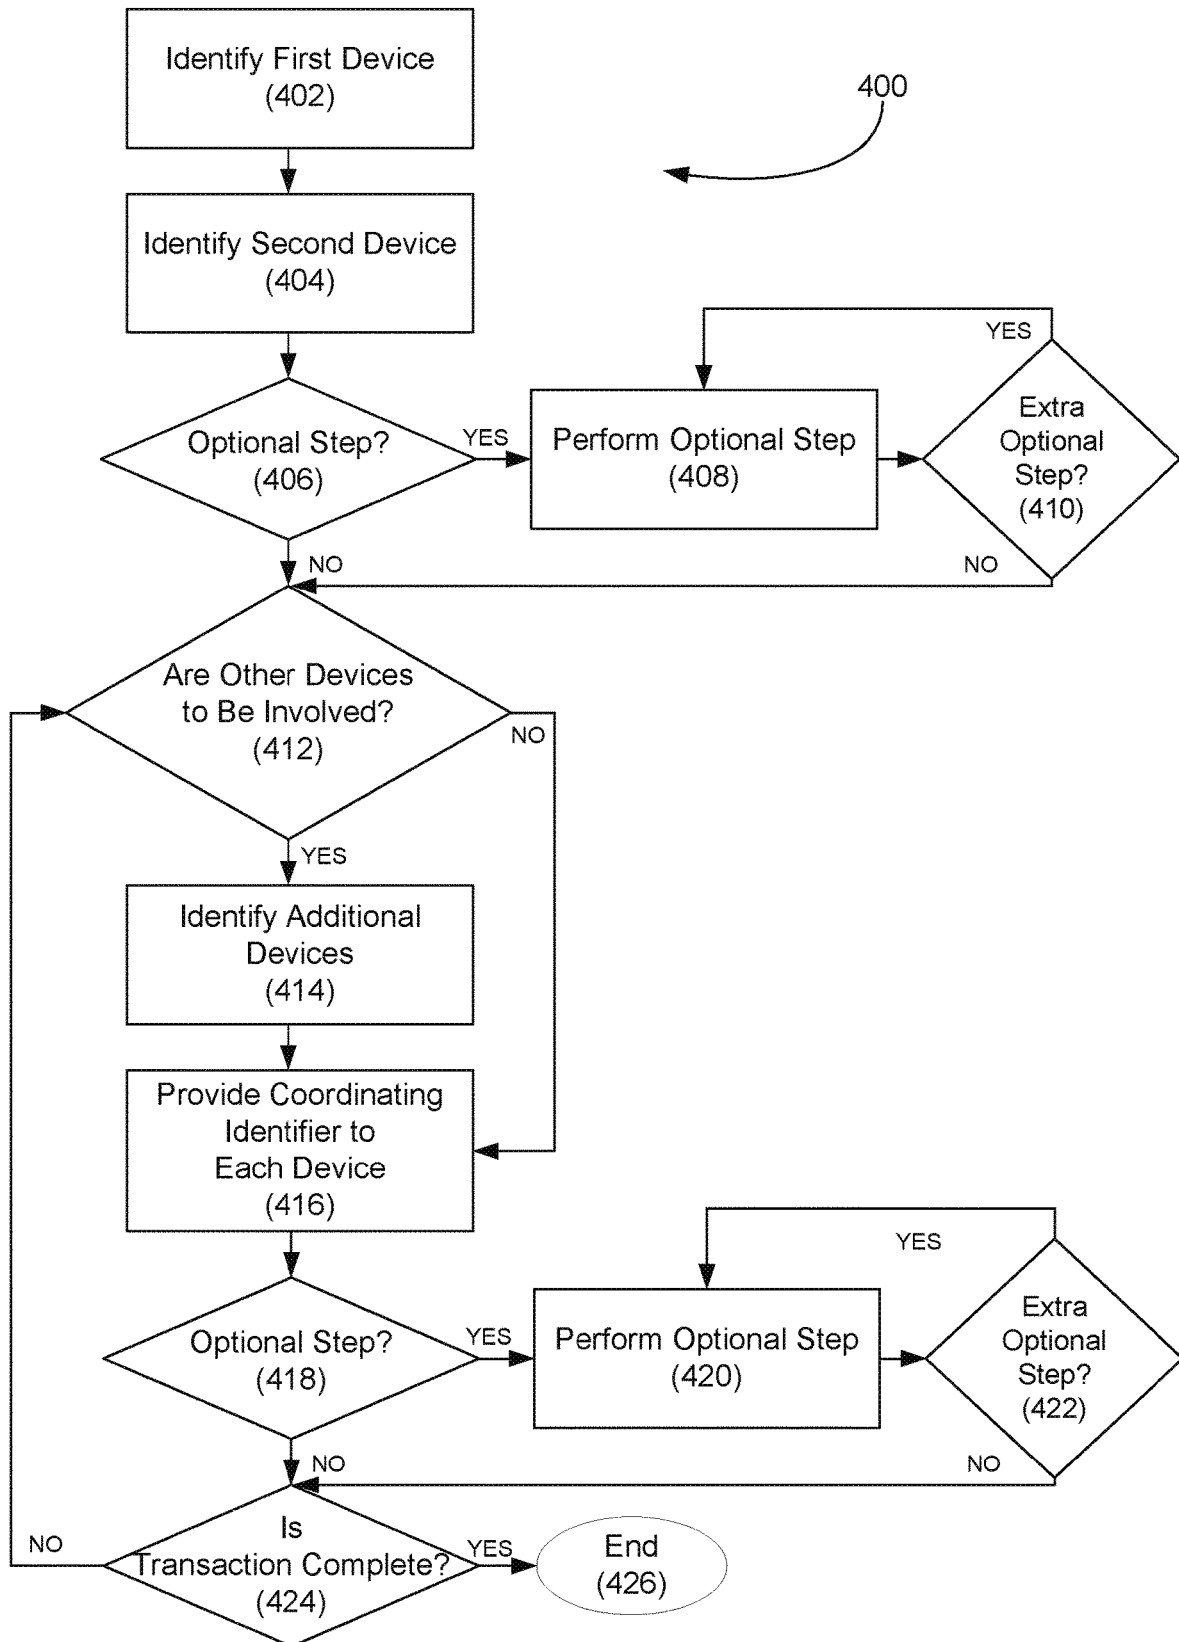 Identify First Device
(402)
400
Identify Second Device
(404)
YES
Optional Step?
(406)
YES
Perform Optional Step
(408)
Extra
Optional
Step?
(410)
NO
NO
Are Other Devices
to Be Involved?
(412)
NO
YES
Identify Additional
Devices
(414)
Provide Coordinating
Identifier to
Each Device
(416)
YES
Optional Step?
(418)
YES
Perform Optional Step
(420)
Extra
Optional
Step?
(422)
NO
NO
Is
Transaction Complete?
(424)
NO
YES
End
(426)